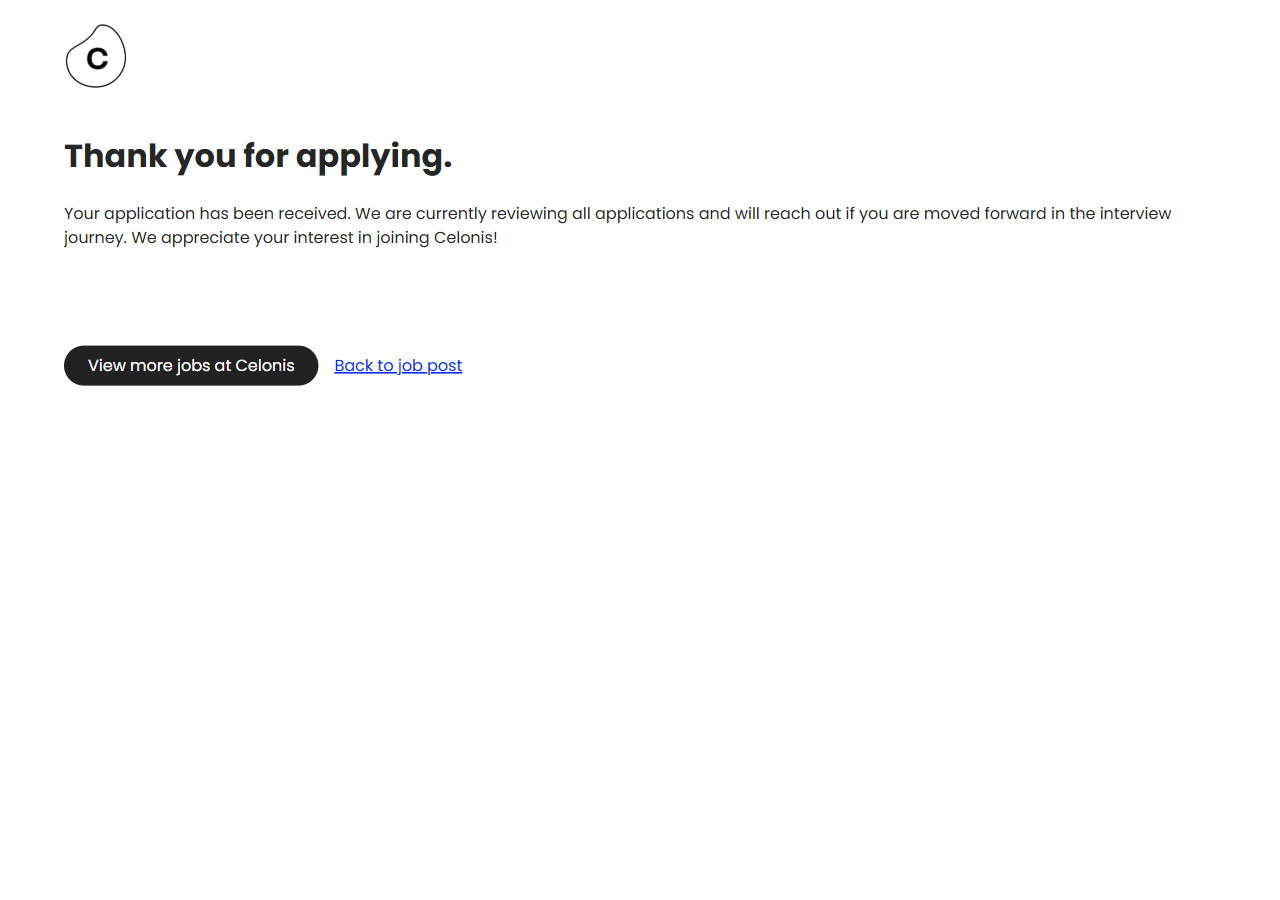 C
Thank you for applying.
Your application has been received. We are currently reviewing all applications and will reach out if you are moved forward in the interview
journey. We appreciate your interest in joining Celonis!
View more jobs at Celonis Back to job post